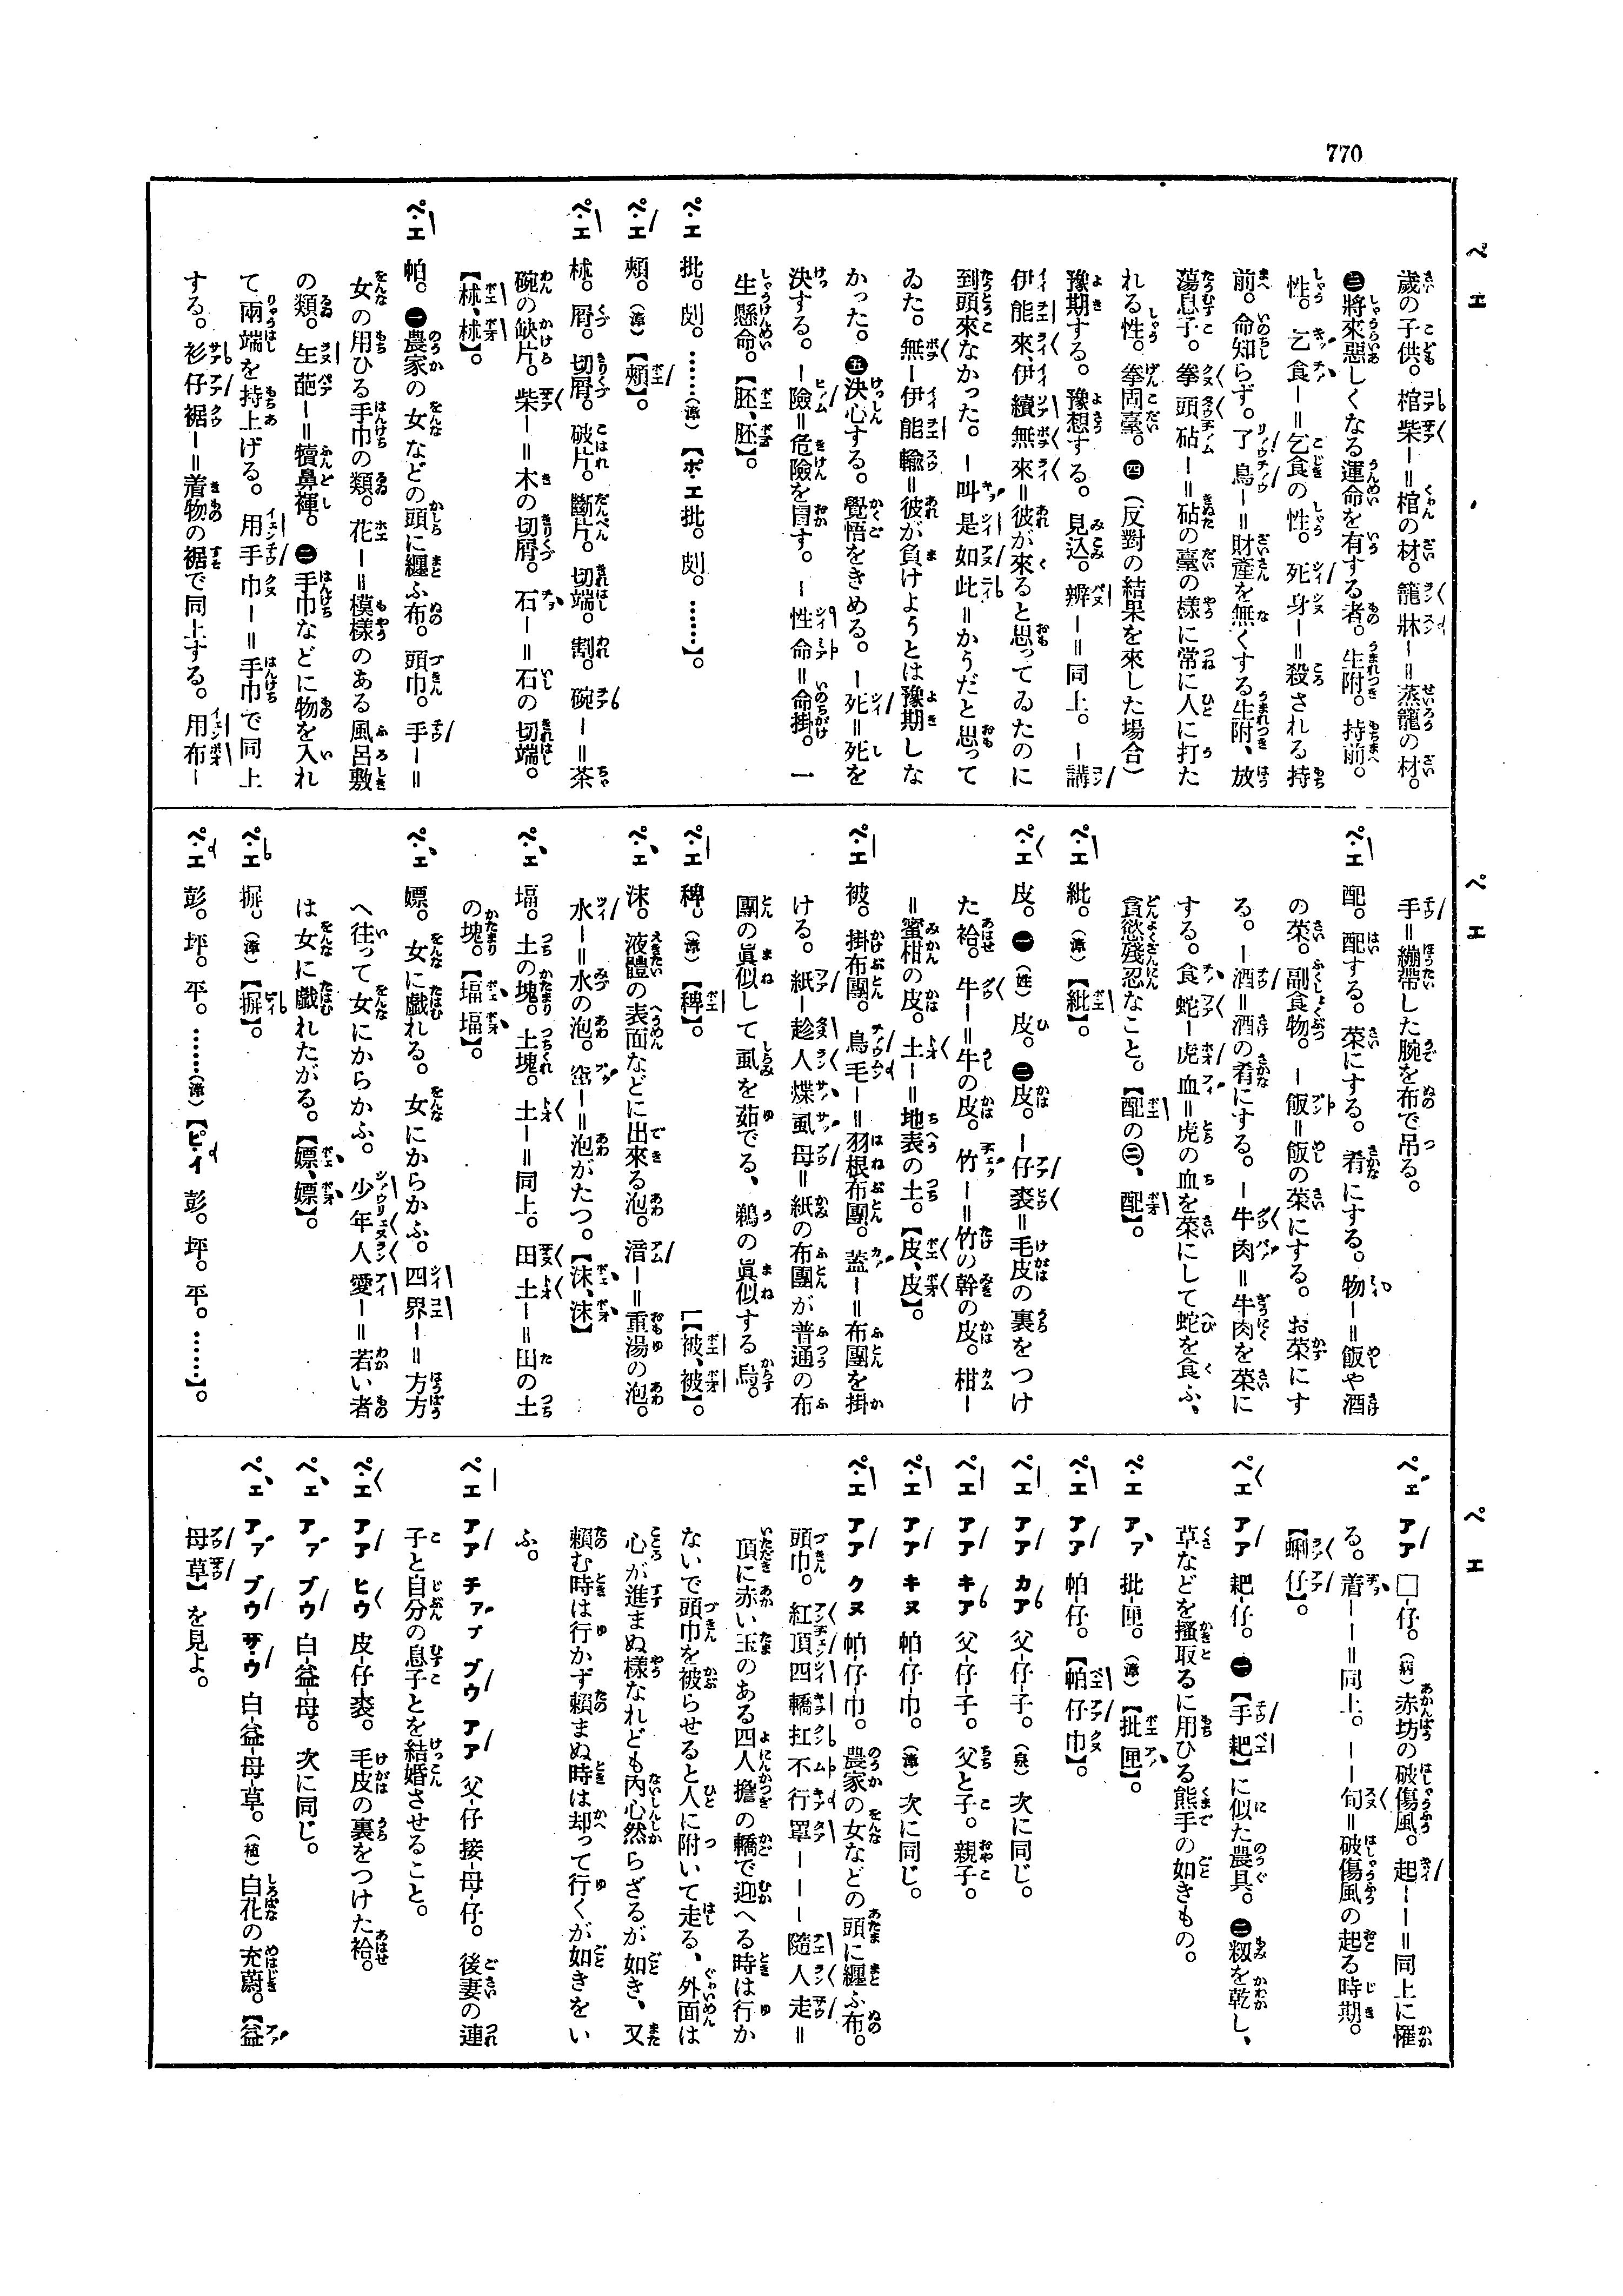 770
ペエ
歲の子供。棺柴ー＝棺の材。籠牀ー＝蒸籠の材。
㊂將來惡しくなる運命を有する者。生附。持前。
性。乞食ー＝乞食の性。死身ー＝殺される持
前。命知らず。了鳥ー＝財產を無くする生附、放
蕩息子。拳頭砧ー＝砧の臺の樣に常に人に打た
れる性。拳固臺。㊃（反對の結果を來した場合）
豫期する。豫想する。見込。辨ー＝同上。ー講
伊能來、伊續無來＝彼が來ると思ってゐたのに
到頭來なかった。ー叫是如此＝かうだと思って
ゐた。無ー伊能輸＝彼が負けようとは豫期しな
かった。㊄決心する。覺悟をきめる。ー死＝死を
決する。ー險＝危險を冒す。ー性命＝命掛。一
生懸命。【胚、胚】。
ペエ 批。剫。……（漳）【ポエ批。剫。……】。
ペエ 頰。（漳）【頰】。
ペエ 柿。屑。切屑。破片。斷片。切端。割。碗ー＝茶
碗の缺片。柴ー＝木の切屑。石ー＝石の切端。
ペエ 帕。㊀農家の女などの頭に纏ふ布。頭巾。手ー＝
女の用ひる手巾の類。花ー＝模樣のある風呂敷
の類。㊁手巾などに物を入れ
て兩端を持上げる。用手巾ー＝手巾で同上
する。衫仔裾ー＝着物の裾で同上する。用布ー
ペエ
手＝繃帶した腕を布で吊る。
ペエ 配。配する。菜にする。肴にする。物ー＝飯や酒
の菜。副食物。ー飯＝飯の菜にする。お菜にす
る。ー酒＝酒の肴にする。ー牛肉＝牛肉を菜に
する。食蛇ー虎血＝虎の血を菜にして蛇を食ふ、
貪慾殘忍なこと。【配の㊁、配】。
ペエ 紕。（漳）【紕】。
ペエ 皮。㊀（姓）皮。㊁皮。ー仔裘＝毛皮の裏をつけ
た袷。牛ー＝牛の皮。竹ー＝竹の幹の皮。柑ー
＝蜜柑の皮。土ー＝地表の土。【皮、皮】。
ペエ 被。掛布團。鳥毛ー＝羽根布團。蓋ー＝布團を掛
ける。紙ー趁人煠虱母＝紙の布團が普通の布
團の眞似して虱を茹でる、鵜の眞似する烏。
【被、被】。
ペエ 稗。（漳）【稗】。
ペエ 沫。液體の表面などに出來る泡。湆ー＝重湯の泡。
水ー＝水の泡。ー＝泡がたつ。【沫、沫】
ペエ 堛。土の塊。土塊。土ー＝同上。田土ー＝田の土
の塊。【堛、堛】。
ペエ 嫖。女に戲れる。女にからかふ。四界ー＝方方
へ往って女にからかふ。少年人愛ー＝若い者
は女に戲れたがる。【嫖、嫖】。
ペエ 摒。（漳）【摒】。
ペエ 彭。坪。平。……（漳）【ピイ 彭。坪。平。……】。
ペエ
ペエ アア □仔。（病）赤坊の破傷風。起ーー＝同上に罹
る。着ーー＝同上。ーー旬＝破傷風の起る時期。
ペエ アア 耙-仔。㊀【手耙】に似た農具。㊁籾を乾し、
草などを搔取るに用ひる熊手の如きもの。
ペエ アァ 批-匣。（漳）【批匣】。
ペエ アア 帕-仔。【帕仔巾】。
ペエ アア カア 父-仔-子。（泉）次に同じ。
ペエ アア キア 父-仔-子。父と子。親子。
ペエ アア キヌ 帕-仔-巾。（漳）次に同じ。
ペエ アア クヌ 帕-仔-巾。農家の女などの頭に纏ふ布。
頭巾。紅頂四轎扛不行罩ーーー隨人走＝
頂に赤い玉のある四人擔の轎で迎へる時は行か
ないで頭巾を被らせると人に附いて走る、外面は
心が進まぬ樣なれども內心然らざるが如き、又
賴む時は行かず賴まぬ時は却って行くが如きをい
ふ。
ペエ アア チァプ ブウ アア 父-仔接-母-仔。後妻の連
子と自分の息子とを結婚させること。
ペエ アア ヒウ 皮-仔-裘。毛皮の裏をつけた袷。
ペエ アァ ブウ 白-益-母。次に同じ。
ペエ アァ ブウ サウ 白-益-母-草。（植）白花の充蔚。【益
母草】を見よ。